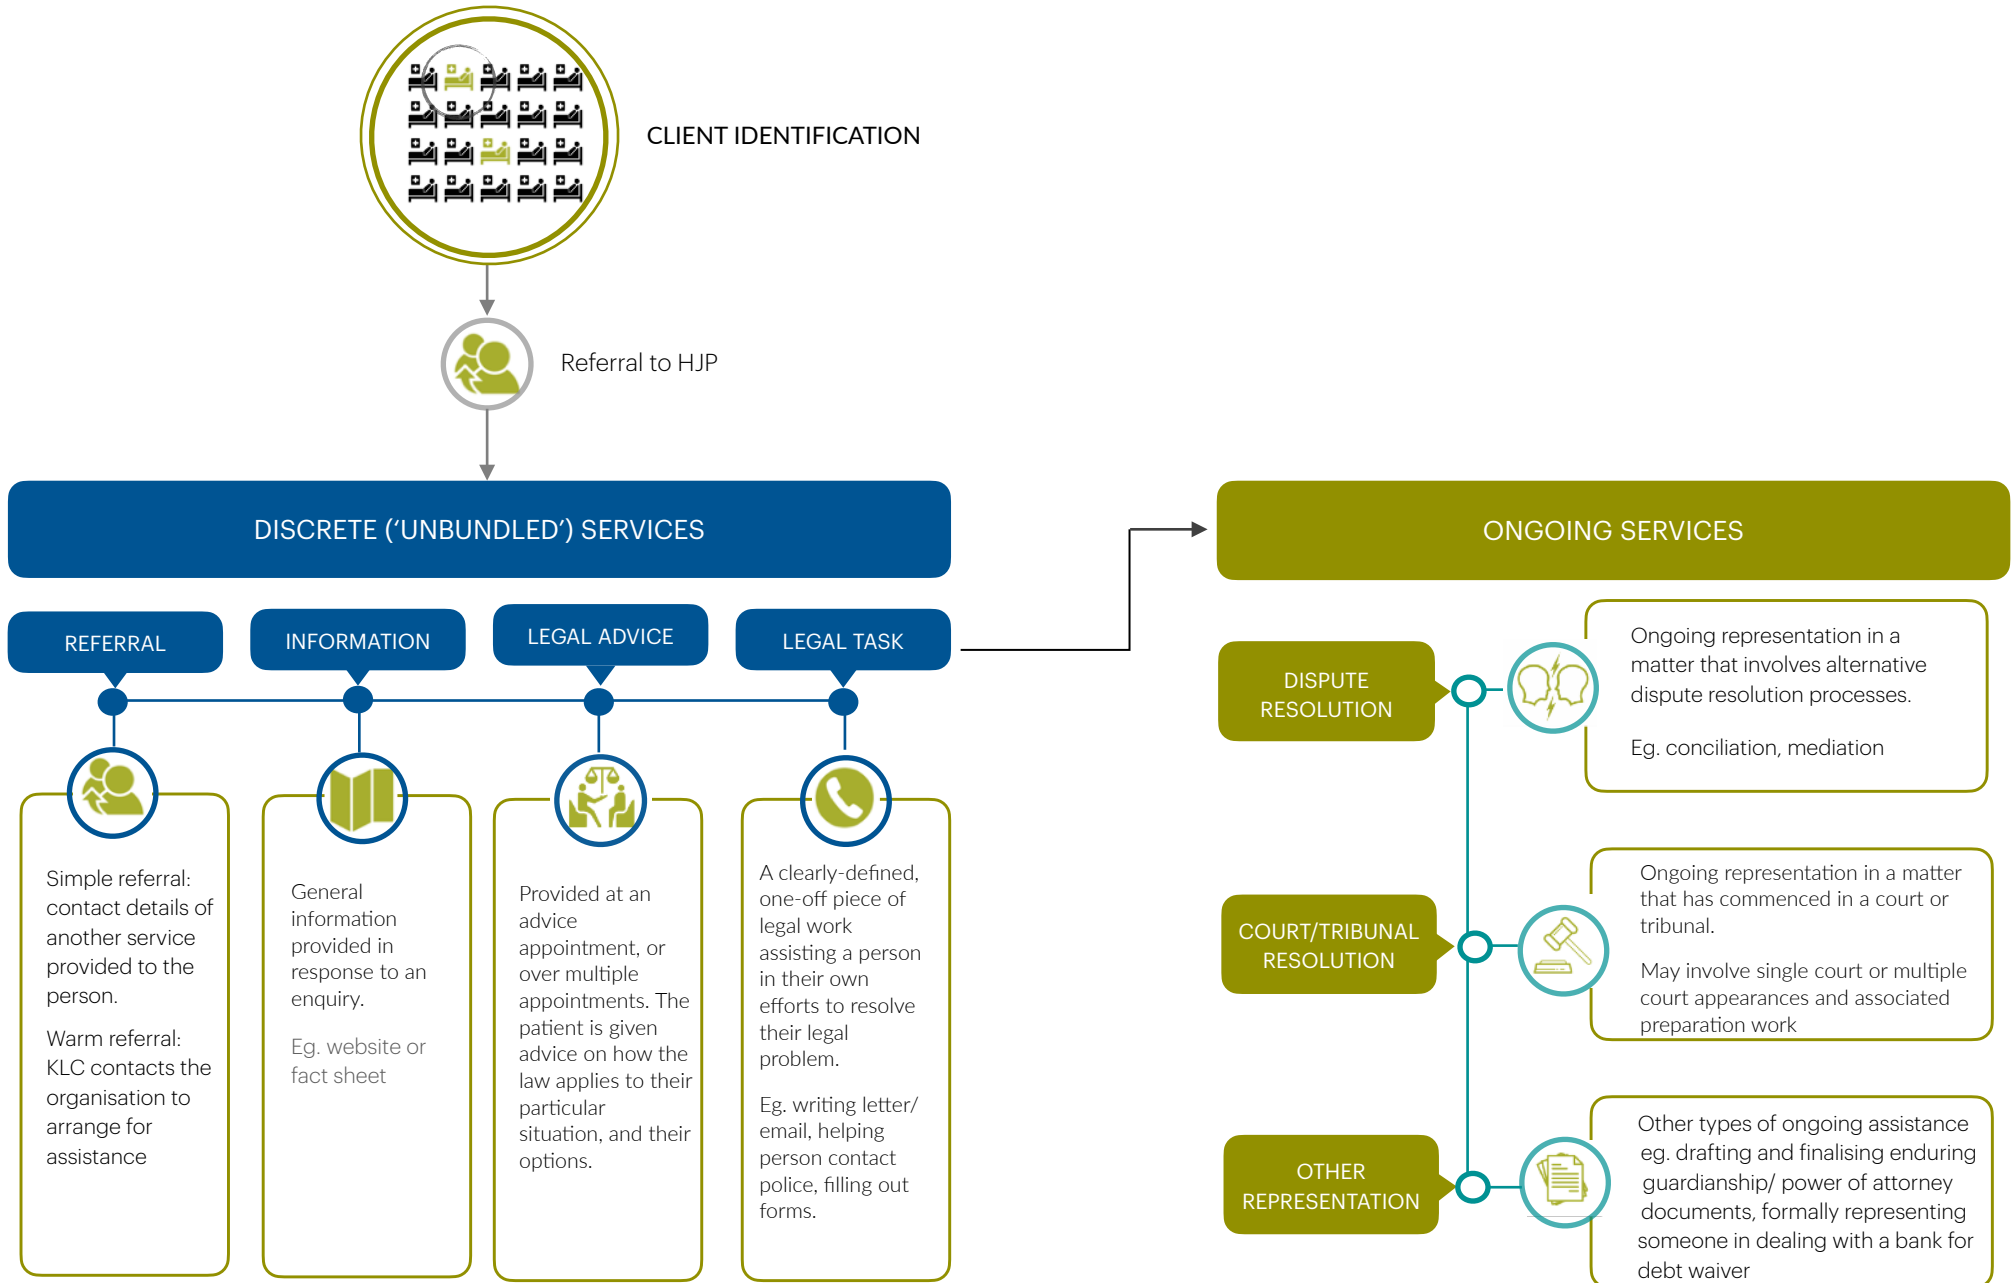 CLIENT IDENTIFICATION
Referral to HJP
DISCRETE (‘UNBUNDLED’) SERVICES
REFERRAL
INFORMATION
LEGAL ADVICE
LEGAL TASK
Simple referral:
contact details of
another service
provided to the
person.
Warm referral:
KLC contacts the
organisation to
arrange for
assistance
General
information
provided in
response to an
enquiry.
Eg. website or
fact sheet
Provided at an
advice
appointment, or
over multiple
appointments. The
patient is given
advice on how the
law applies to their
particular
situation, and their
options.
A clearly-defined,
one-off piece of
legal work
assisting a person
in their own
efforts to resolve
their legal
problem.
Eg. writing letter/
email, helping
person contact
police, filling out
forms.
ONGOING SERVICES
DISPUTE
RESOLUTION
Ongoing representation in a
matter that involves alternative
dispute resolution processes.
Eg. conciliation, mediation
COURT/TRIBUNAL
RESOLUTION
Ongoing representation in a matter
that has commenced in a court or
tribunal.
May involve single court or multiple
court appearances and associated
preparation work
OTHER
REPRESENTATION
Other types of ongoing assistance
eg. drafting and finalising enduring
guardianship/ power of attorney
documents, formally representing
someone in dealing with a bank for
debt waiver